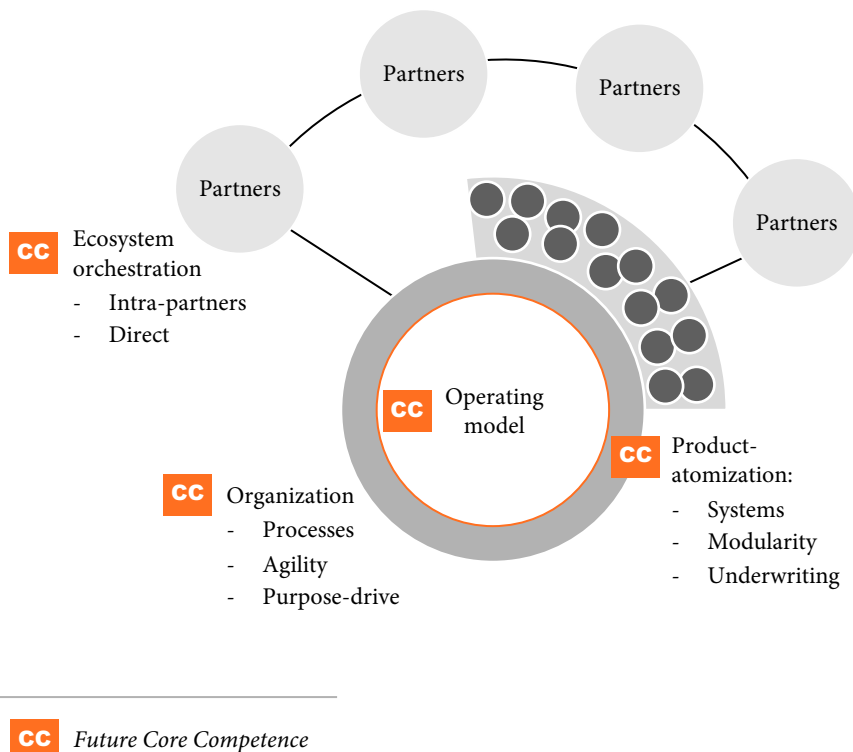 Partners
Partners
Partners
Partners
CC
Ecosystem
orchestration
- Intra-partners
- Direct
CC
Operating
model
CC
Organization
- Processes
- Agility
- Purpose-drive
CC
Product-
atomization:
- Systems
- Modularity
- Underwriting
CC
Future Core Competence